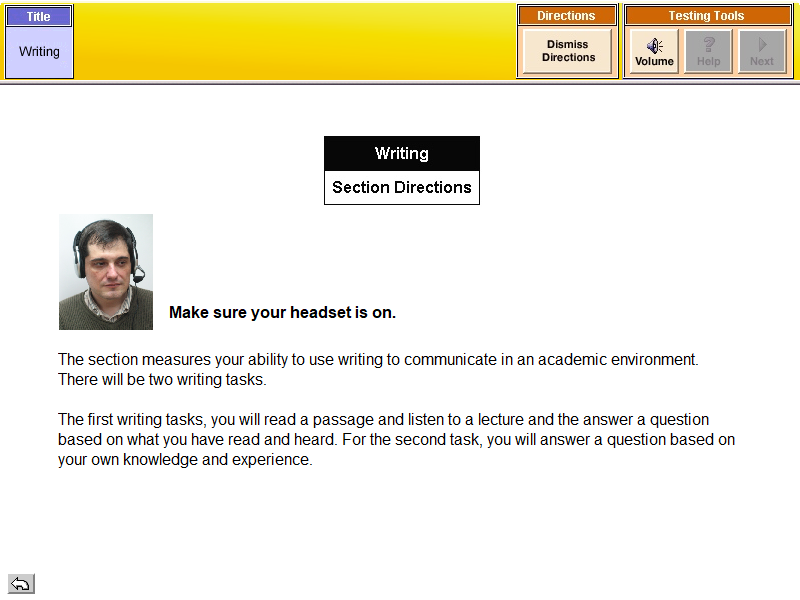 Title
Writing
Directions
Dismiss
Directions
Testing Tools
Volume
Help
Next
Writing
Section Directions
Make sure your headset is on.
The section measures your ability to use writing to communicate in an academic environment.
There will be two writing tasks.
The first writing tasks, you will read a passage and listen to a lecture and the answer a question
based on what you have read and heard. For the second task, you will answer a question based on
your own knowledge and experience.